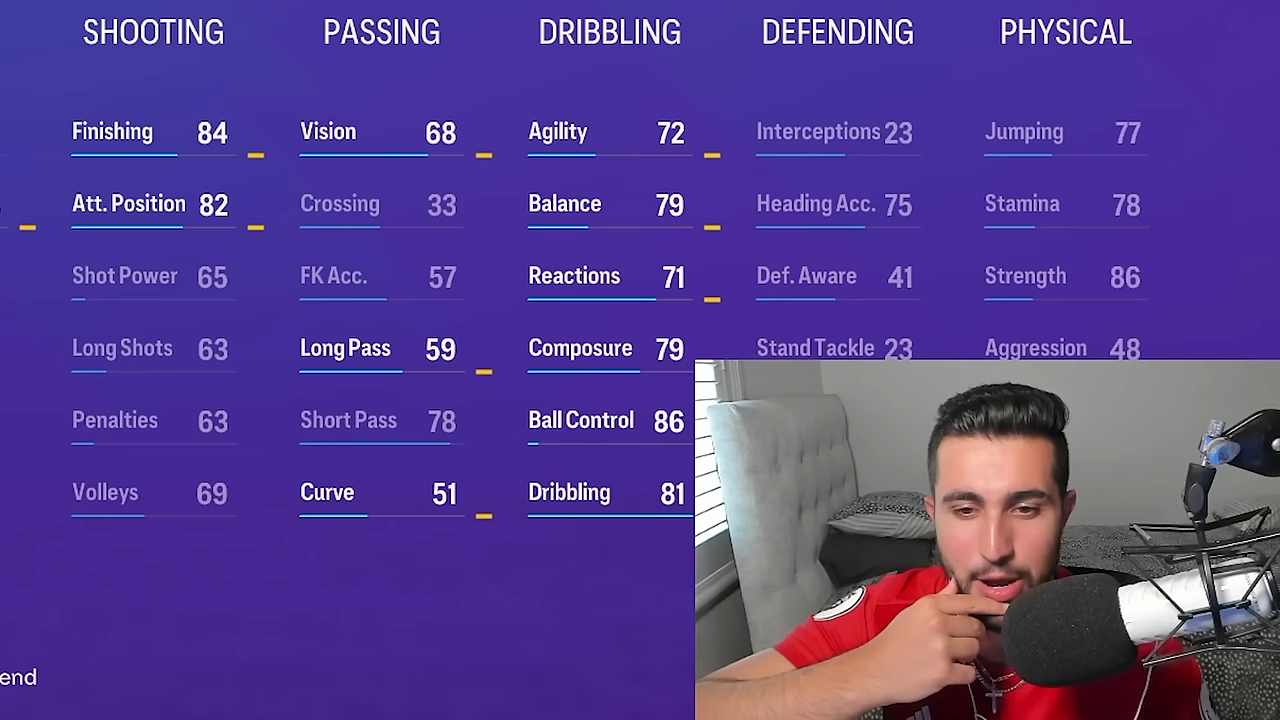 SHOOTING PASSING DRIBBLING DEFENDING PHYSICAL
Finishing 84 Vision 68 Agility 72 Interceptions 23 Jumping 77
Att. Position 82 Crossing 33 Balance 79 Heading Acc. 75 Stamina 78
Shot Power 65 FK Acc. 57 Reactions 71 Def. Aware 41 Strength 86
Long Shots 63 Long Pass 59 Composure 79 Stand Tackle 23 Aggression 48
Penalties 63 Short Pass 78 Ball Control 86
Volleys 69 Curve 51 Dribbling 81
end